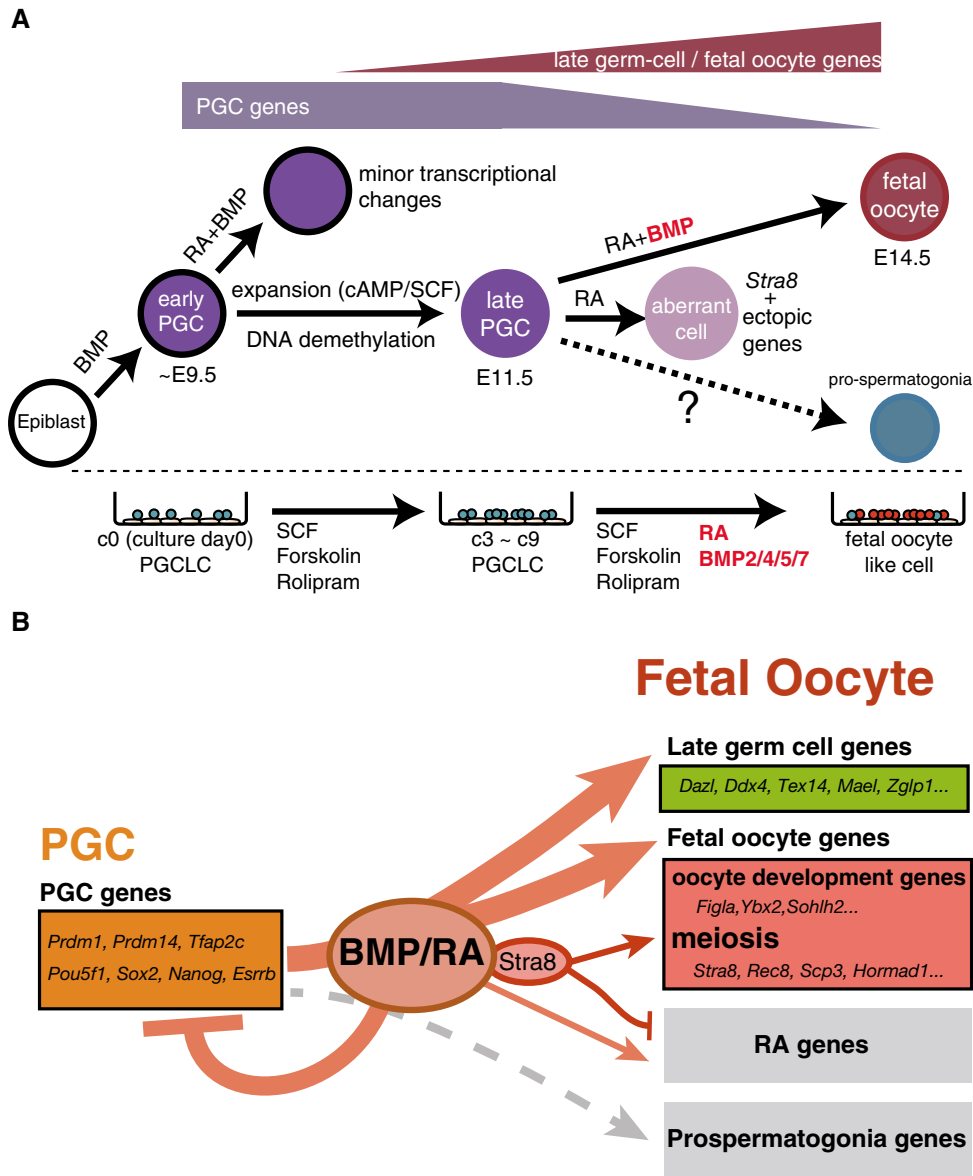 A
late germ-cell / fetal oocyte genes
PGC genes
minor transcriptional
changes
fetal
oocyte
E14.5
RA+BMP
RA+BMP
early
PGC
~E9.5
expansion (cAMP/SCF)
DNA demethylation
late
PGC
E11.5
RA
aberrant
cell
Stra8
+
ectopic
genes
BMP
Epiblast
?
pro-spermatogonia
c0 (culture day0)
PGCLC
SCF
Forskolin
Rolipram
c3 ~ c9
PGCLC
SCF
Forskolin
Rolipram
RA
BMP2/4/5/7
fetal oocyte
like cell
B
Fetal Oocyte
Late germ cell genes
Dazl, Ddx4, Tex14, Mael, Zglp1...
Fetal oocyte genes
oocyte development genes
Figla,Ybx2,Sohlh2...
meiosis
Stra8, Rec8, Scp3, Hormad1...
PGC
PGC genes
Prdm1, Prdm14, Tfap2c
Pou5f1, Sox2, Nanog, Esrrb
BMP/RA
Stra8
RA genes
Prospermatogonia genes